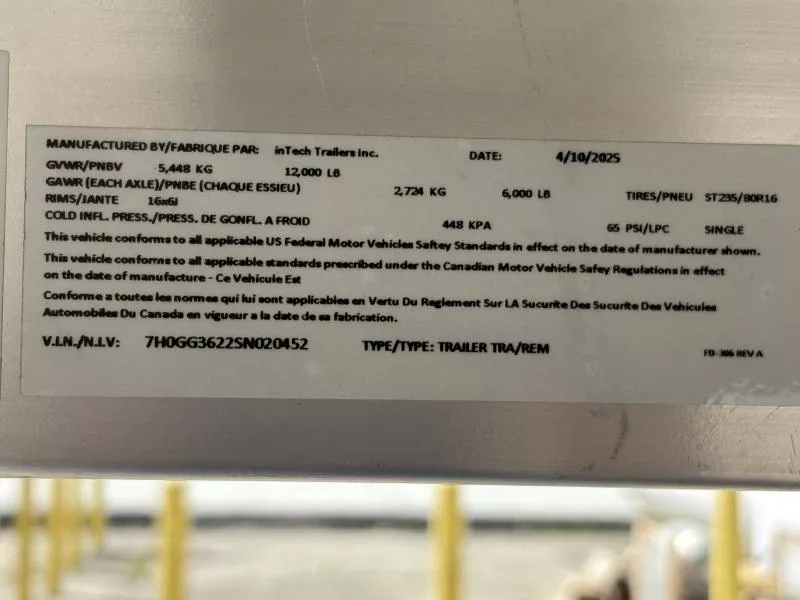 MANUFACTURED BY/FABRIQUE PAR: inTech Trailers Inc. DATE: 4/10/2025
GVWR/PNBV 5,448 KG 12,000 LB
GAWR (EACH AXLE)/PNBE (CHAQUE ESSIEU) 2,724 KG 6,000 LB TIRES/PNEU ST235/80R16
RIMS/JANTE 16x6J
COLD INFL. PRESS./PRESS. DE GONFL. A FROID 448 KPA 65 PSI/LPC SINGLE
This vehicle conforms to all applicable US Federal Motor Vehicles Saftey Standards in effect on the date of manufacturer shown.
This vehicle conforms to all applicable standards prescribed under the Canadian Motor Vehicle Safey Regulations in effect
on the date of manufacture - Ce Vehicule Est
Conforme a toutes les normes qui lui sont applicables en Vertu Du Reglement Sur LA Sucurite Des Sucurite Des Vehicules
Automobiles Du Canada en vigueur a la date de sa fabrication.
V.I.N./N.I.V: 7H0GG3622SN020452 TYPE/TYPE: TRAILER TRA/REM
FD-306 REV A